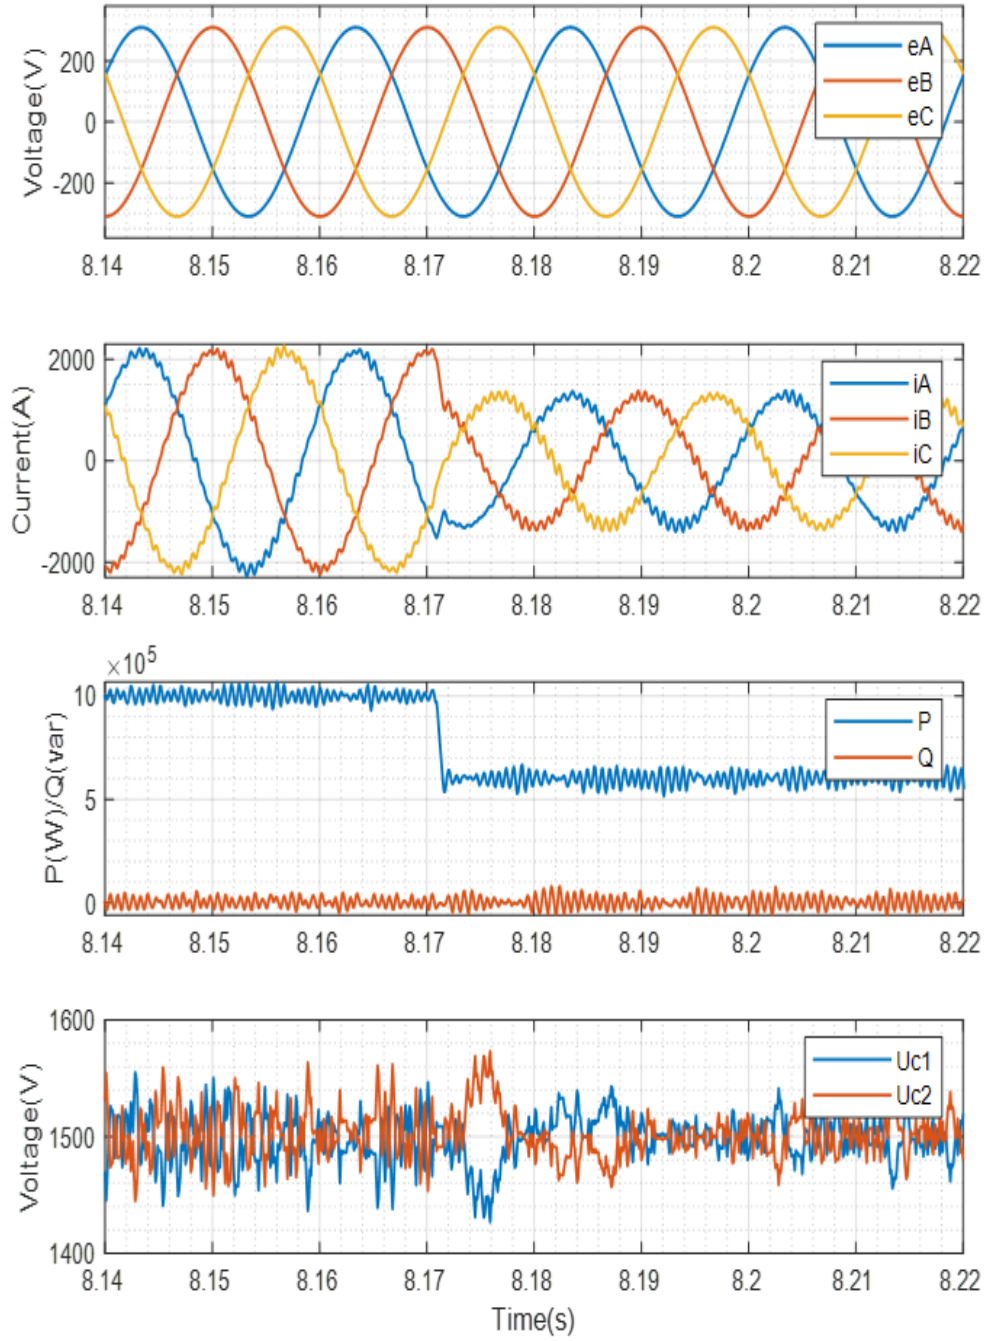 Voltage(V)
200
0
-200
eA
eB
eC
8.14 8.15 8.16 8.17 8.18 8.19 8.2 8.21 8.22
Current(A)
2000
0
-2000
iA
iB
iC
8.14 8.15 8.16 8.17 8.18 8.19 8.2 8.21 8.22
×10⁵
P(W)/Q(var)
10
5
0
P
Q
8.14 8.15 8.16 8.17 8.18 8.19 8.2 8.21 8.22
Voltage(V)
1600
1500
1400
Uc1
Uc2
8.14 8.15 8.16 8.17 8.18 8.19 8.2 8.21 8.22
Time(s)